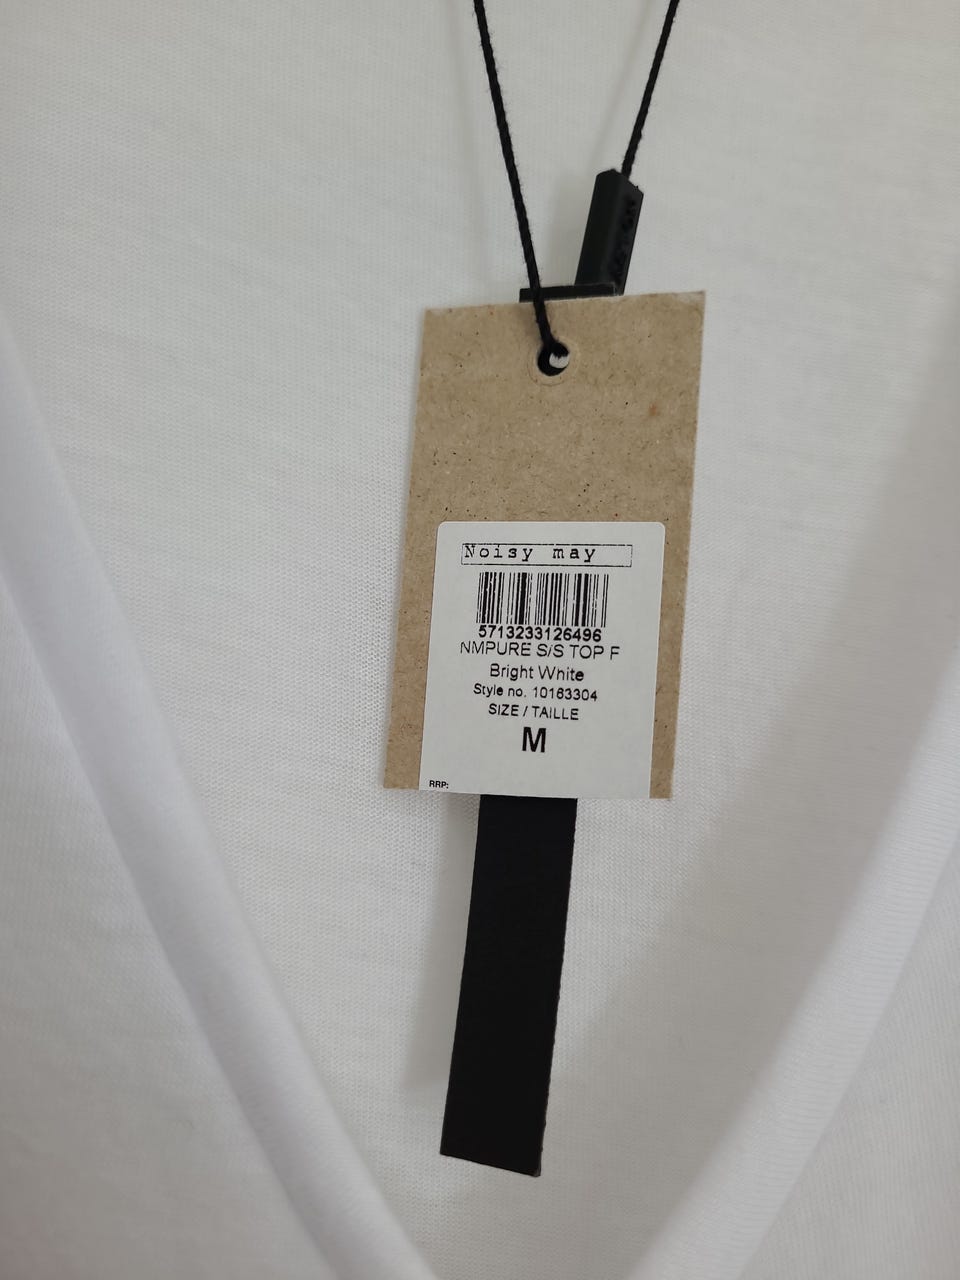 Noisy may
5713233126496
NMPURE S/S TOP F
Bright White
Style no. 10163304
SIZE / TAILLE
M
RRP: